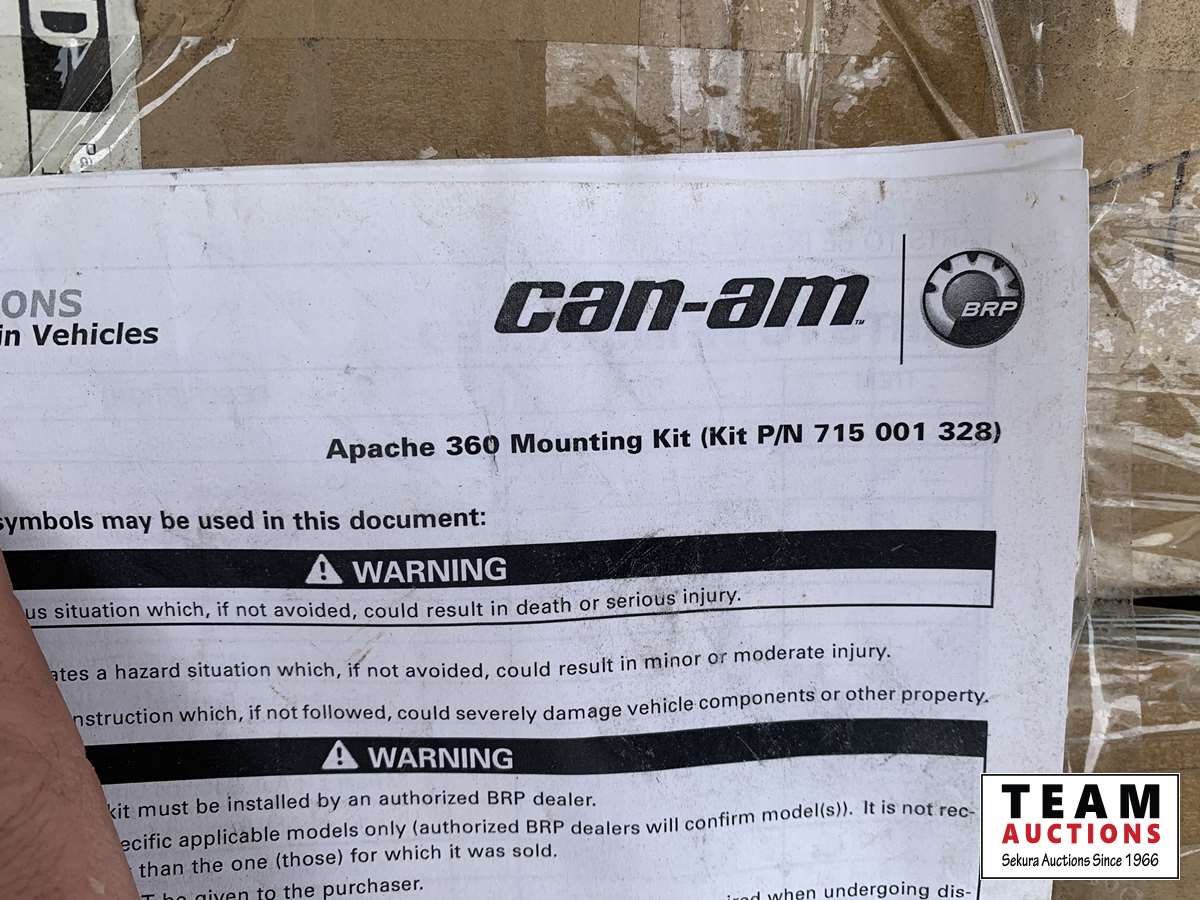 ONS
in Vehicles
can-am
TM
BRP
Apache 360 Mounting Kit (Kit P/N 715 001 328)
symbols may be used in this document:
WARNING
us situation which, if not avoided, could result in death or serious injury.
ates a hazard situation which, if not avoided, could result in minor or moderate injury.
nstruction which, if not followed, could severely damage vehicle components or other property.
WARNING
kit must be installed by an authorized BRP dealer.
ecific applicable models only (authorized BRP dealers will confirm model(s)). It is not rec-
than the one (those) for which it was sold.
T be given to the purchaser.
when undergoing dis-
TEAM
AUCTIONS
Sekura Auctions Since 1966